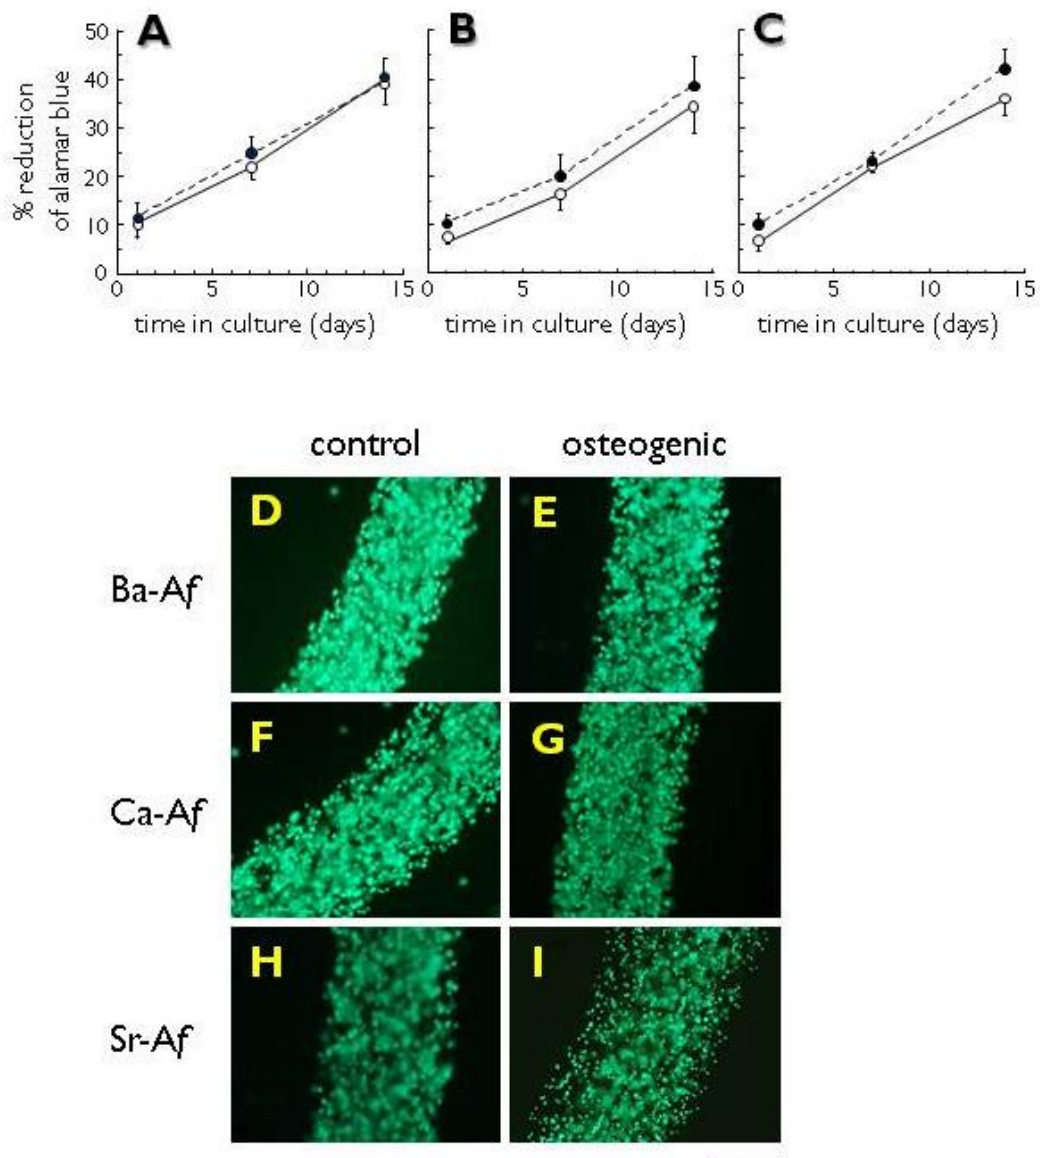 A B C
% reduction
of alamar blue
50
40
30
20
10
0
0 5 10 15 0 5 10 15 0 5 10 15
time in culture (days) time in culture (days) time in culture (days)
control osteogenic
D E
Ba-Af
F G
Ca-Af
H I
Sr-Af